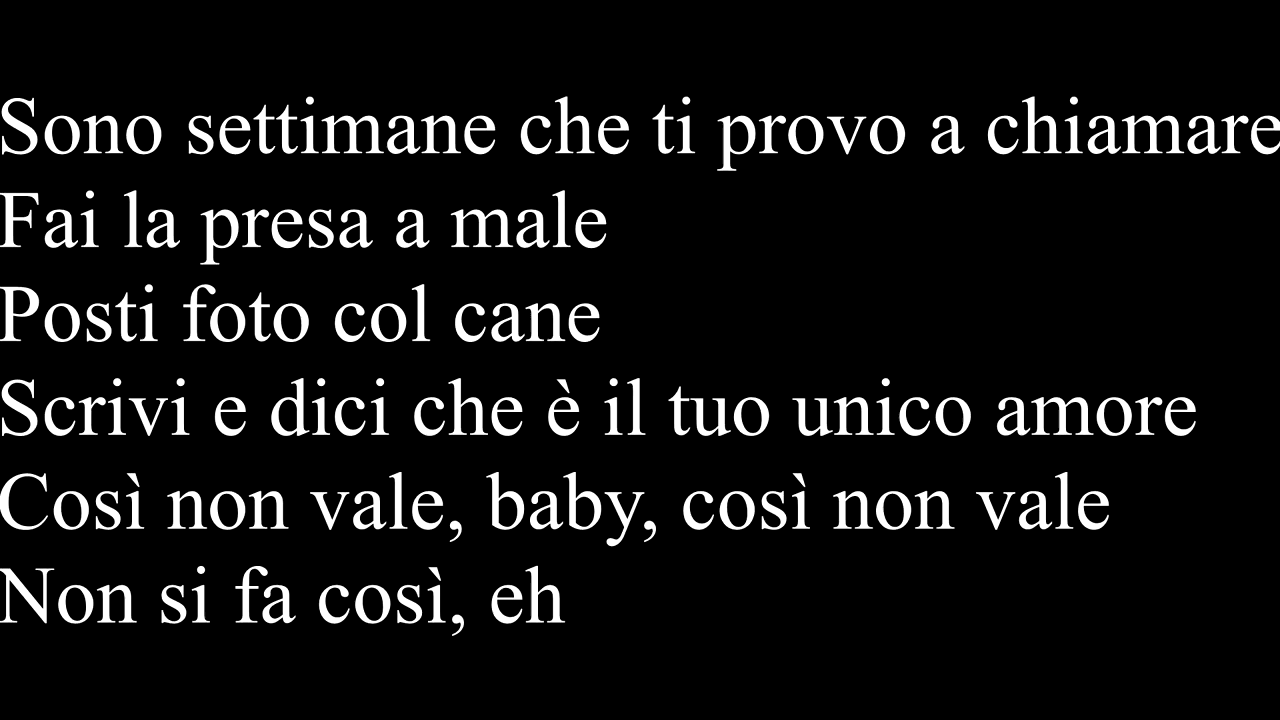 Sono settimane che ti provo a chiamare
Fai la presa a male
Posti foto col cane
Scrivi e dici che è il tuo unico amore
Così non vale, baby, così non vale
Non si fa così, eh